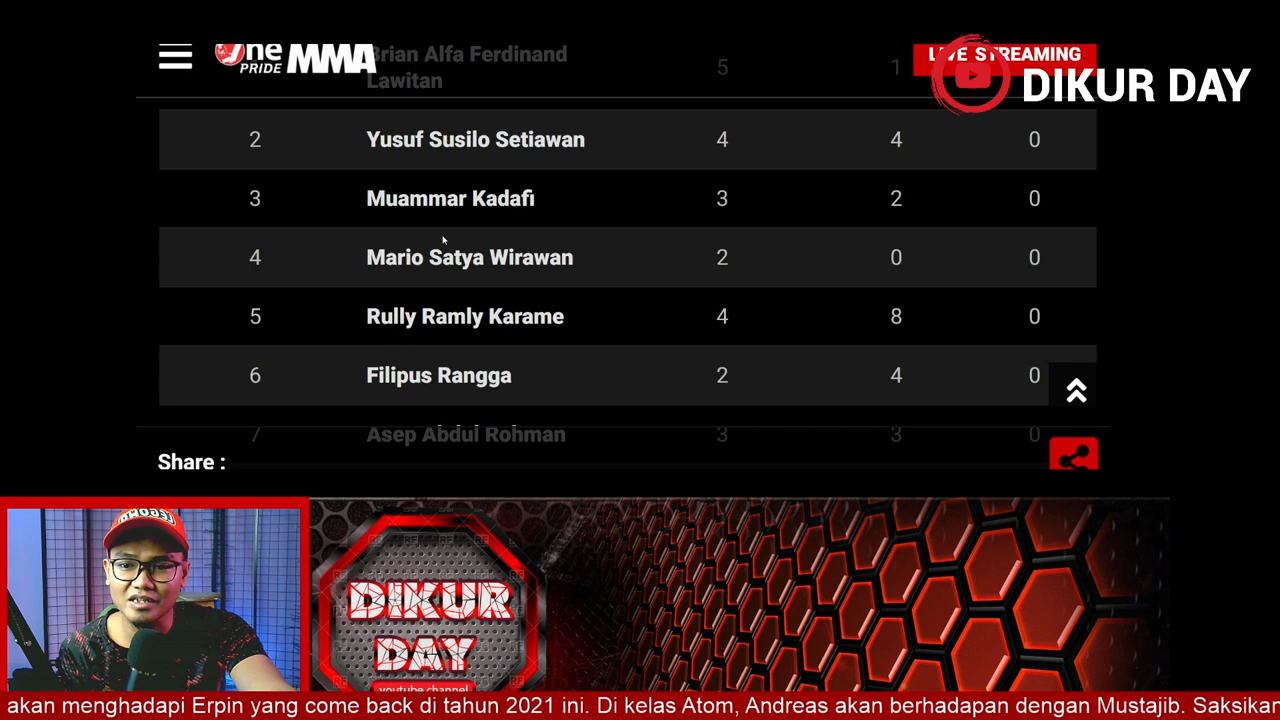 One
PRIDE MMA
Brian Alfa Ferdinand
Lawitan 5 1
LIVE STREAMING
DIKUR DAY
2 Yusuf Susilo Setiawan 4 4 0
3 Muammar Kadafi 3 2 0
4 Mario Satya Wirawan 2 0 0
5 Rully Ramly Karame 4 8 0
6 Filipus Rangga 2 4 0
7 Asep Abdul Rohman 3 3 0
Share :
DIKUR
DAY
youtube channel
akan menghadapi Erpin yang come back di tahun 2021 ini. Di kelas Atom, Andreas akan berhadapan dengan Mustajib. Saksikan